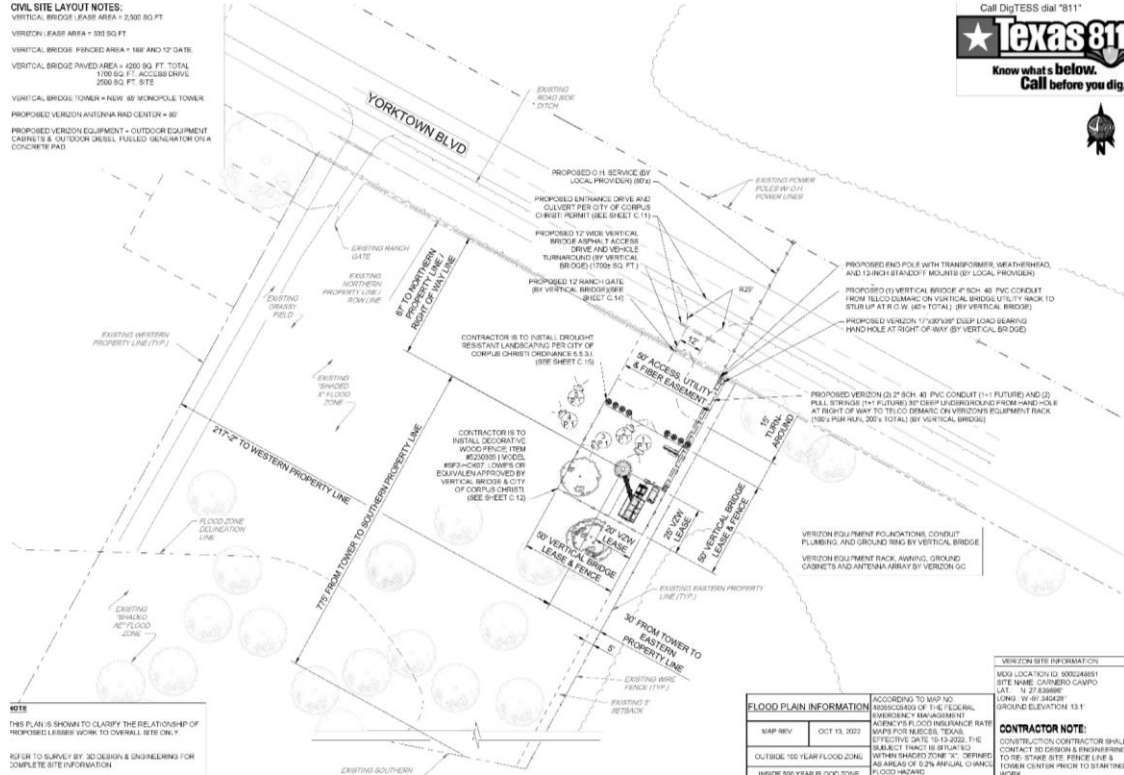 CIVIL SITE LAYOUT NOTES:
VERTICAL BRIDGE LEASE AREA = 2,500 SQ.FT.
VERIZON LEASE AREA = 500 SQ.FT
VERITCAL BRIDGE FENCED AREA = 188' AND 12' GATE.
VERITCAL BRIDGE PAVED AREA = 4200 SQ. FT. TOTAL
1700 SQ. FT. ACCESS DRIVE
2500 SQ. FT. SITE
VERITCAL BRIDGE TOWER = NEW 85' MONOPOLE TOWER.
PROPOSED VERIZON ANTENNA RAD CENTER = 80'
PROPOSED VERIZON EQUIPMENT = OUTDOOR EQUIPMENT
CABINETS & OUTDOOR DIESEL FUELED GENERATOR ON A
CONCRETE PAD.
Call DigTESS dial "811"
Texas 811
Know what's below.
Call before you dig.
N
YORKTOWN BLVD
EXISTING
ROAD SIDE
DITCH
PROPOSED O.H. SERVICE (BY
LOCAL PROVIDER) (80'±)
EXISTING POWER
POLES W/ O.H.
POWER LINES
PROPOSED ENTRANCE DRIVE AND
CULVERT PER CITY OF CORPUS
CHRISTI PERMIT (SEE SHEET C.11)
PROPOSED 12' WIDE VERTICAL
BRIDGE ASPHALT ACCESS
DRIVE AND VEHICLE
TURNAROUND (BY VERTICAL
BRIDGE) (1700± SQ. FT.)
PROPOSED 12' RANCH GATE
(BY VERTICAL BRIDGE)(SEE
SHEET C.14)
R25'
12'
PROPOSED END POLE WITH TRANSFORMER, WEATHERHEAD,
AND 12-INCH STANDOFF MOUNTS (BY LOCAL PROVIDER)
PROPOSED (1) VERTICAL BRIDGE 4" SCH. 40 PVC CONDUIT
FROM TELCO DEMARC ON VERTICAL BRIDGE UTILITY RACK TO
STUB UP AT R.O.W. (40'± TOTAL) (BY VERTICAL BRIDGE)
PROPOSED VERIZON DEEP LOAD BEARING
HAND HOLE AT RIGHT-OF-WAY (BY VERTICAL BRIDGE)
EXISTING RANCH
GATE
EXISTING
NORTHERN
PROPERTY LINE /
ROW LINE
67' TO NORTHERN
PROPERTY LINE /
RIGHT OF WAY LINE
EXISTING
GRASSY
FIELD
EXISTING WESTERN
PROPERTY LINE (TYP.)
CONTRACTOR IS TO INSTALL DROUGHT
RESISTANT LANDSCAPING PER CITY OF
CORPUS CHRISTI ORDINANCE 5.5.3.I.
(SEE SHEET C.15)
50' ACCESS, UTILITY
& FIBER EASEMENT
15'
TURN-
AROUND
PROPOSED VERIZON (2) 2" SCH. 40 PVC CONDUIT (1+1 FUTURE) AND (2)
PULL STRINGS (1+1 FUTURE) DEEP UNDERGROUND FROM HAND HOLE
AT RIGHT OF WAY TO TELCO DEMARC ON VERIZON'S EQUIPMENT RACK
(100'± PER RUN, 200'± TOTAL) (BY VERTICAL BRIDGE)
EXISTING
"SHADED
X" FLOOD
ZONE
217'-2" TO WESTERN PROPERTY LINE
775' FROM TOWER TO SOUTHERN PROPERTY LINE
CONTRACTOR IS TO
INSTALL DECORATIVE
WOOD FENCE; ITEM
MODEL
LOWE'S OR
EQUIVALEN APPROVED BY
VERTICAL BRIDGE & CITY
OF CORPUS CHRISTI.
(SEE SHEET C.12)
20' VZW
LEASE
25' VZW
LEASE
50' VERTICAL BRIDGE
LEASE & FENCE
50' VERTICAL BRIDGE
LEASE & FENCE
VERIZON EQUIPMENT FOUNDATIONS, CONDUIT
PLUMBING, AND GROUND RING BY VERTICAL BRIDGE
VERIZON EQUIPMENT RACK, AWNING, GROUND
CABINETS AND ANTENNA ARRAY BY VERIZON GC
FLOOD ZONE
DELINEATION
LINE
EXISTING
"SHADED
AE" FLOOD
ZONE
EXISTING EASTERN PROPERTY
LINE (TYP.)
30' FROM TOWER TO
EASTERN
PROPERTY LINE
5'
EXISTING WIRE
FENCE (TYP.)
EXISTING 5'
SETBACK
EXISTING SOUTHERN
NOTE
THIS PLAN IS SHOWN TO CLARIFY THE RELATIONSHIP OF
PROPOSED LESSEE WORK TO OVERALL SITE ONLY.
REFER TO SURVEY BY: 3D DESIGN & ENGINEERING FOR
COMPLETE SITE INFORMATION
FLOOD PLAIN INFORMATION
MAP REV OCT 13, 2022
OUTSIDE 100 YEAR FLOOD ZONE
INSIDE 500 YEAR FLOOD ZONE
ACCORDING TO MAP NO.
OF THE FEDERAL
EMERGENCY MANAGEMENT
AGENCY'S FLOOD INSURANCE RATE
MAPS FOR NUECES, TEXAS,
EFFECTIVE DATE 10-13-2022, THE
SUBJECT TRACT IS SITUATED
WITHIN SHADED ZONE "X", DEFINED
AS AREAS OF 0.2% ANNUAL CHANCE
FLOOD HAZARD
VERIZON SITE INFORMATION
MDG LOCATION ID:
SITE NAME: CARNERO CAMPO
LAT.
LONG
GROUND ELEVATION: 13.1'
CONTRACTOR NOTE:
CONSTRUCTION CONTRACTOR SHALL
CONTACT 3D DESIGN & ENGINEERING
TO RE- STAKE SITE, FENCE LINE &
TOWER CENTER PRIOR TO STARTING
WORK